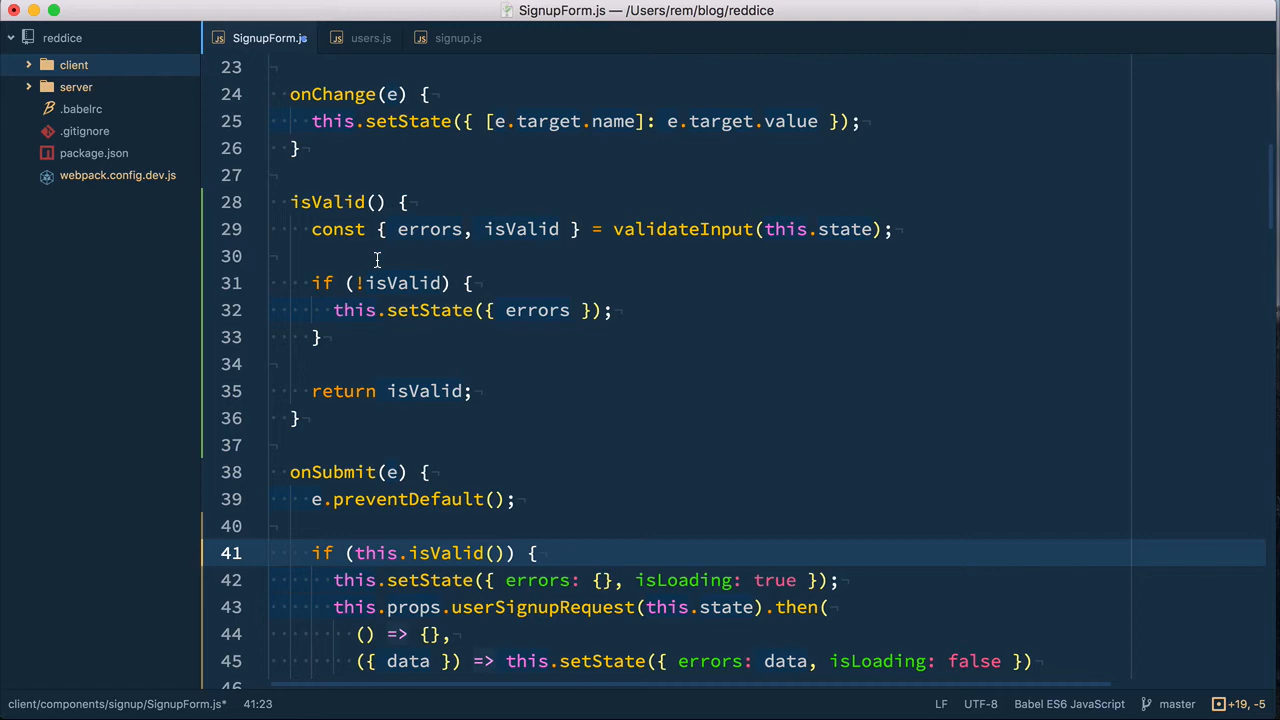 SignupForm.js — /Users/rem/blog/reddice
reddice
client
server
.babelrc
.gitignore
package.json
webpack.config.dev.js
SignupForm.js
users.js
signup.js
23
24 onChange(e) {
25 this.setState({ [e.target.name]: e.target.value });
26 }
27
28 isValid() {
29 const { errors, isValid } = validateInput(this.state);
30
31 if (!isValid) {
32 this.setState({ errors });
33 }
34
35 return isValid;
36 }
37
38 onSubmit(e) {
39 e.preventDefault();
40
41 if (this.isValid()) {
42 this.setState({ errors: {}, isLoading: true });
43 this.props.userSignupRequest(this.state).then(
44 () => {},
45 ({ data }) => this.setState({ errors: data, isLoading: false })
46
client/components/signup/SignupForm.js* 41:23 LF UTF-8 Babel ES6 JavaScript master +19, -5